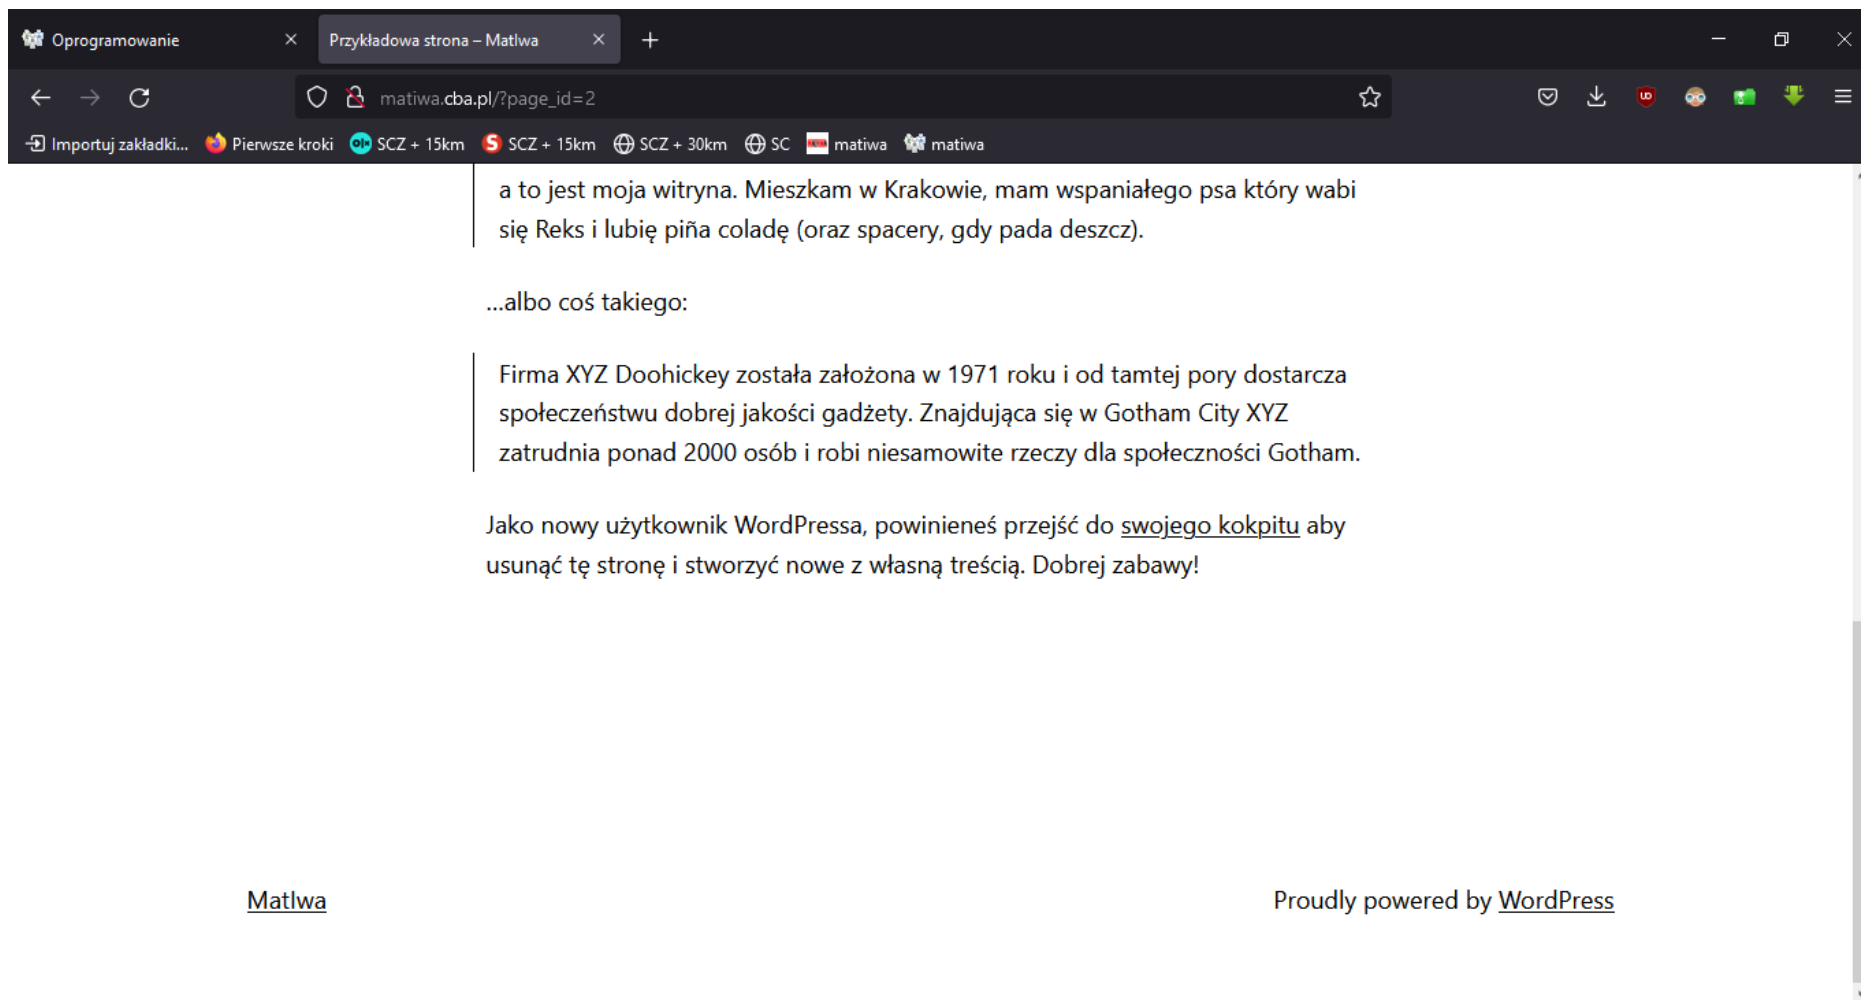 Oprogramowanie
Przykładowa strona – MatIwa
matiwa.cba.pl/?page_id=2
Importuj zakładki... Pierwsze kroki SCZ + 15km SCZ + 15km SCZ + 30km SC matiwa matiwa
a to jest moja witryna. Mieszkam w Krakowie, mam wspaniałego psa który wabi
się Reks i lubię piña coladę (oraz spacery, gdy pada deszcz).
…albo coś takiego:
Firma XYZ Doohickey została założona w 1971 roku i od tamtej pory dostarcza
społeczeństwu dobrej jakości gadżety. Znajdująca się w Gotham City XYZ
zatrudnia ponad 2000 osób i robi niesamowite rzeczy dla społeczności Gotham.
Jako nowy użytkownik WordPressa, powinieneś przejść do swojego kokpitu aby
usunąć tę stronę i stworzyć nowe z własną treścią. Dobrej zabawy!
MatIwa
Proudly powered by WordPress